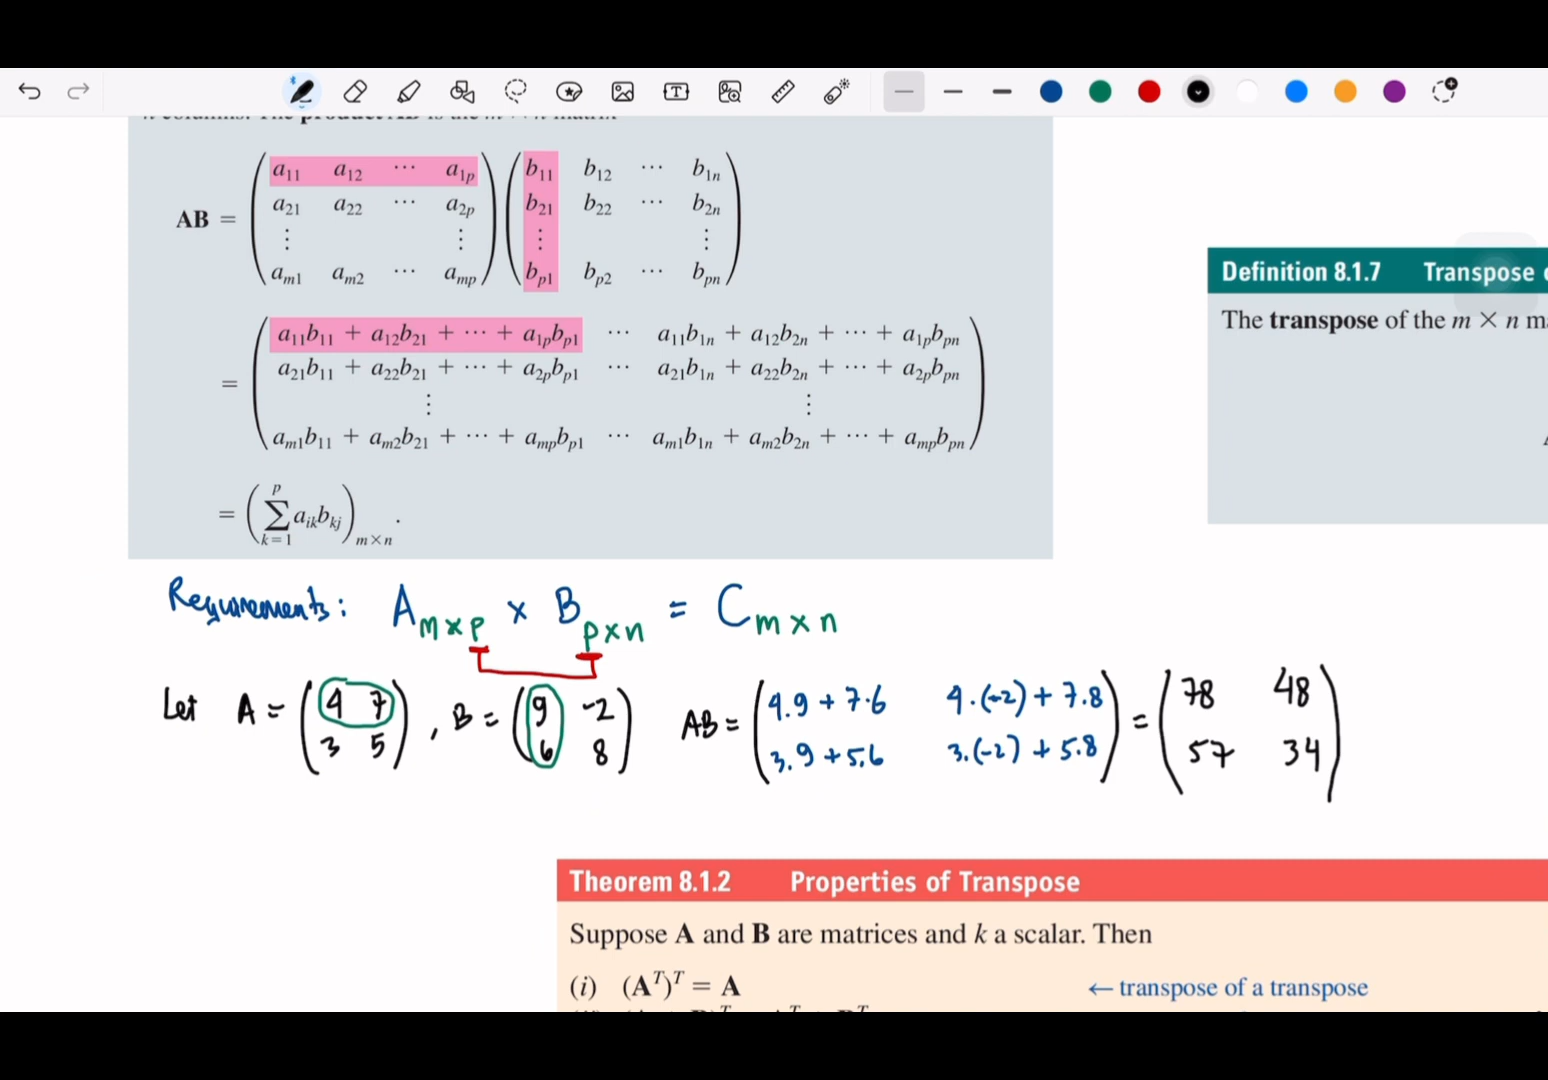 AB = ( a11 a12 ⋯ a1p ) ( b11 b12 ⋯ b1n )
( a21 a22 ⋯ a2p ) ( b21 b22 ⋯ b2n )
( ⋮ ⋮ ) ( ⋮ ⋮ )
( am1 am2 ⋯ amp ) ( bp1 bp2 ⋯ bpn )
= ( a11b11 + a12b21 + ⋯ + a1pbp1 ⋯ a11b1n + a12b2n + ⋯ + a1pbpn )
( a21b11 + a22b21 + ⋯ + a2pbp1 ⋯ a21b1n + a22b2n + ⋯ + a2pbpn )
( ⋮ ⋮ )
( am1b11 + am2b21 + ⋯ + ampbp1 ⋯ am1b1n + am2b2n + ⋯ + ampbpn )
= ( ∑ k=1 p aikbkj ) m×n .
Definition 8.1.7 Transpose
The transpose of the m × n
Requirements: A m×p × B p×n = C m×n
Let A = ( 4 7 ) , B = ( 9 -2 ) AB = ( 4.9 + 7.6 4.(-2) + 7.8 ) = ( 78 48 )
( 3 5 ) ( 6 8 ) ( 3.9 + 5.6 3.(-2) + 5.8 ) ( 57 34 )
Theorem 8.1.2 Properties of Transpose
Suppose A and B are matrices and k a scalar. Then
(i) (A^T)^T = A ← transpose of a transpose